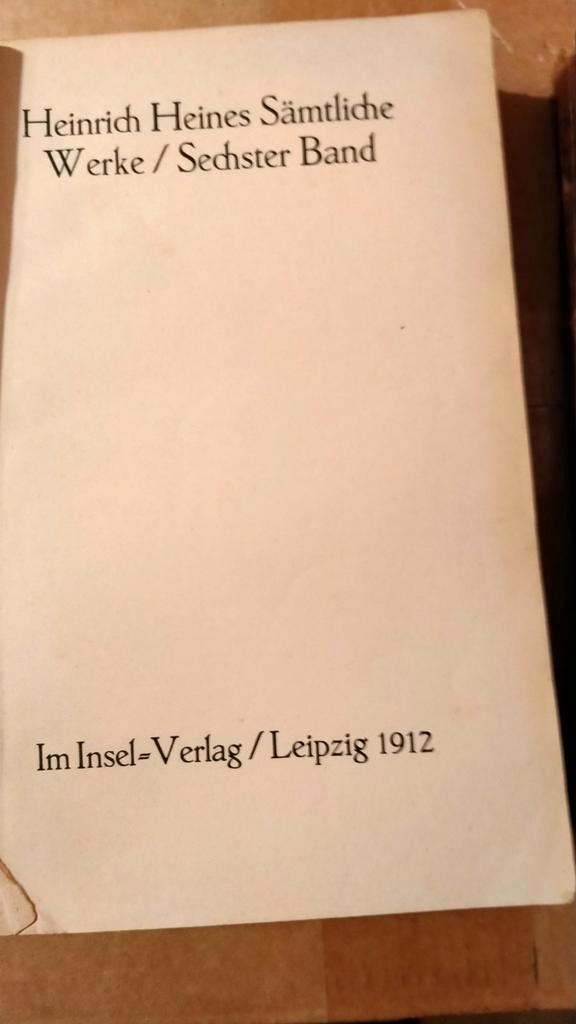 Heinrich Heines Sämtliche
Werke / Sechster Band
Im Insel=Verlag / Leipzig 1912